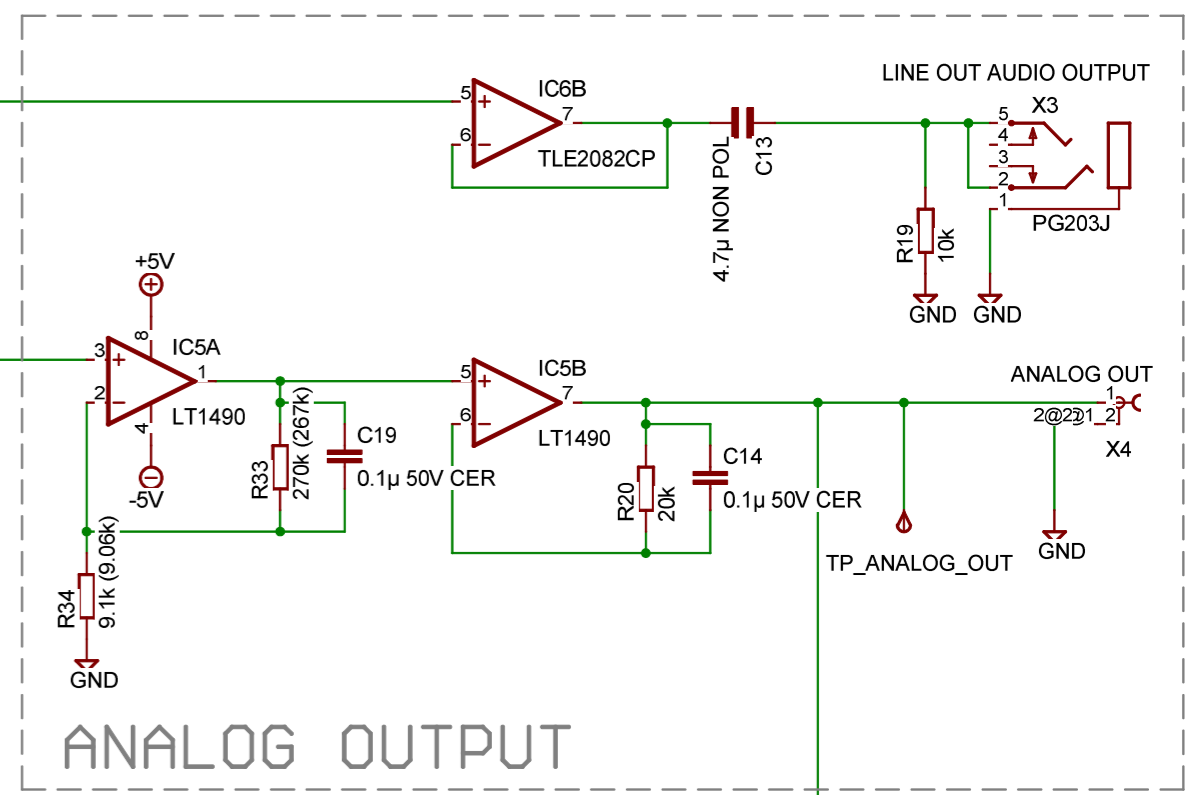 LINE OUT AUDIO OUTPUT
IC6B
5
+
6
−
7
TLE2082CP
4.7µ NON POL
C13
X3
5
4
3
2
1
PG203J
R19
10k
GND
GND
+5V
8
3
+
2
−
1
4
IC5A
LT1490
-5V
R33
270k (267k)
C19
0.1µ 50V CER
R34
9.1k (9.06k)
GND
IC5B
5
+
6
−
7
LT1490
R20
20k
C14
0.1µ 50V CER
ANALOG OUT
1
2
X4
GND
TP_ANALOG_OUT
ANALOG OUTPUT